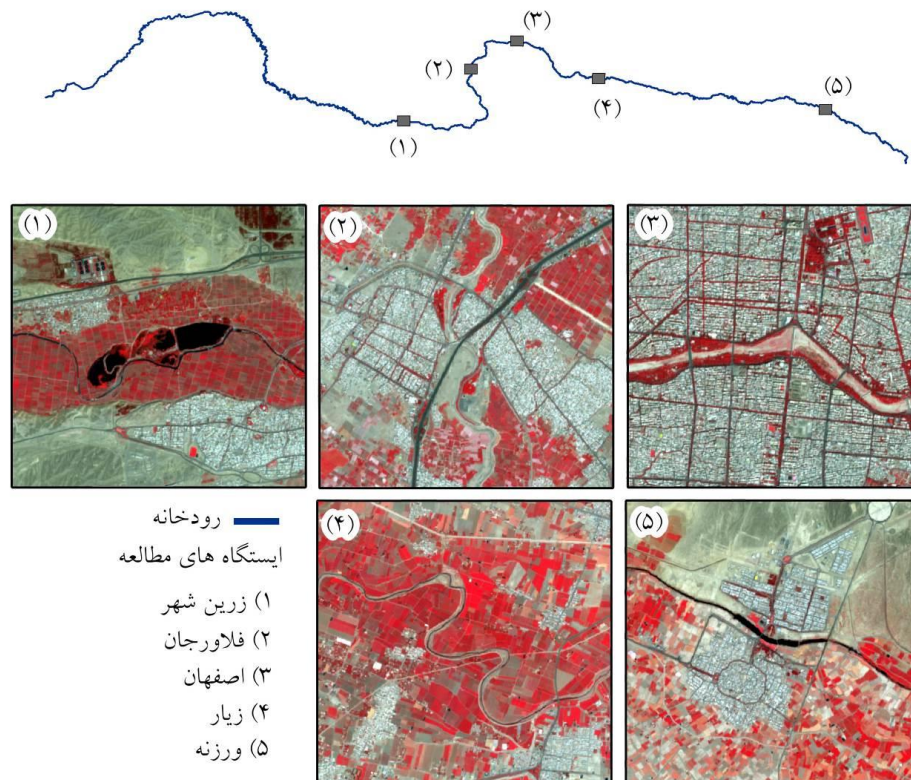 (۳)
(۲)
(۵)
(۴)
(۱)
(۱)
(۲)
(۳)
(۴)
(۵)
رودخانه
ایستگاه های مطالعه
۱) زرین شهر
۲) فلاورجان
۳) اصفهان
۴) زیار
۵) ورزنه